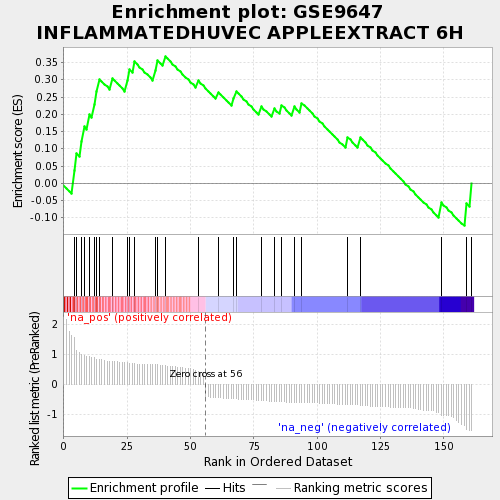 Enrichment plot: GSE9647
INFLAMMATEDHUVEC APPLEEXTRACT 6H
Enrichment score (ES)
0.35
0.30
0.25
0.20
0.15
0.10
0.05
0.00
-0.05
-0.10
'na_pos' (positively correlated)
2
1
0
-1
Zero cross at 56
'na_neg' (negatively correlated)
Ranked list metric (PreRanked)
0 25 50 75 100 125 150
Rank in Ordered Dataset
Enrichment profile Hits Ranking metric scores